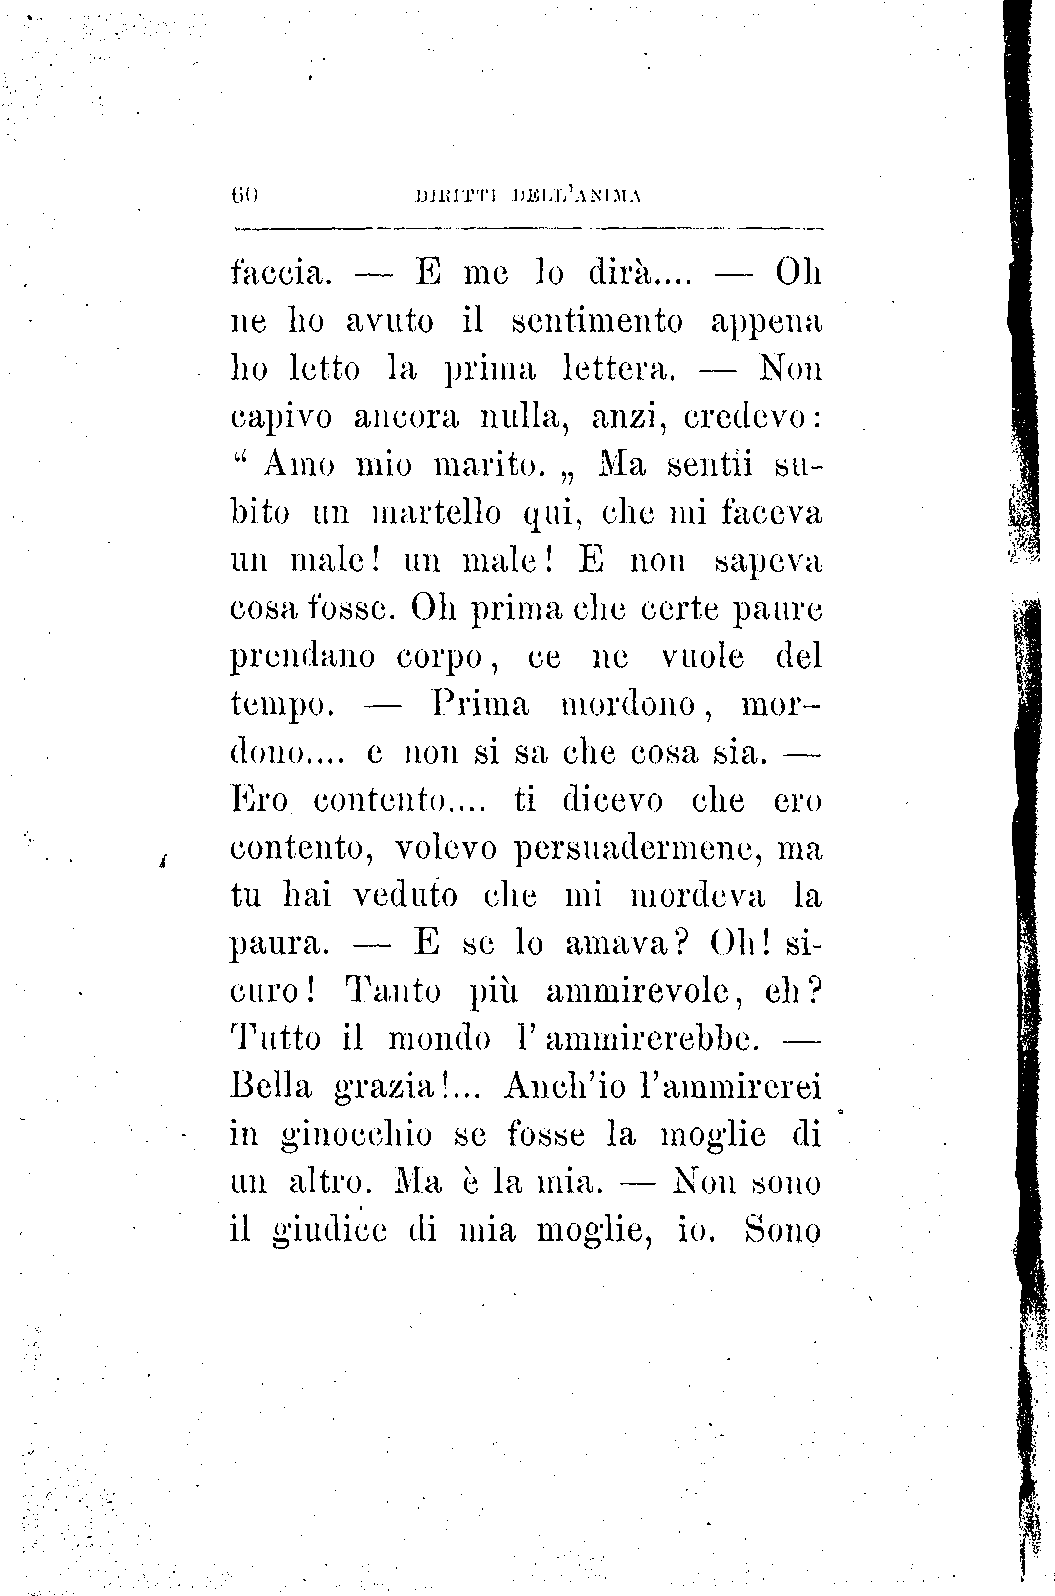 60 DIRITTI DELL'ANIMA
faccia. — E me lo dirà.... — Oh
ne ho avuto il sentimento appena
ho letto la prima lettera. — Non
capivo ancora nulla, anzi, credevo:
“ Amo mio marito. „ Ma sentii su-
bito un martello qui, che mi faceva
un male! un male! E non sapeva
cosa fosse. Oh prima che certe paure
prendano corpo, ce ne vuole del
tempo. — Prima mordono, mor-
dono.... e non si sa che cosa sia. —
Ero contento.... ti dicevo che ero
contento, volevo persuadermene, ma
tu hai veduto che mi mordeva la
paura. — E se lo amava? Oh! si-
curo! Tanto più ammirevole, eh?
Tutto il mondo l'ammirerebbe. —
Bella grazia!... Anch'io l'ammirerei
in ginocchio se fosse la moglie di
un altro. Ma è la mia. — Non sono
il giudice di mia moglie, io. Sono